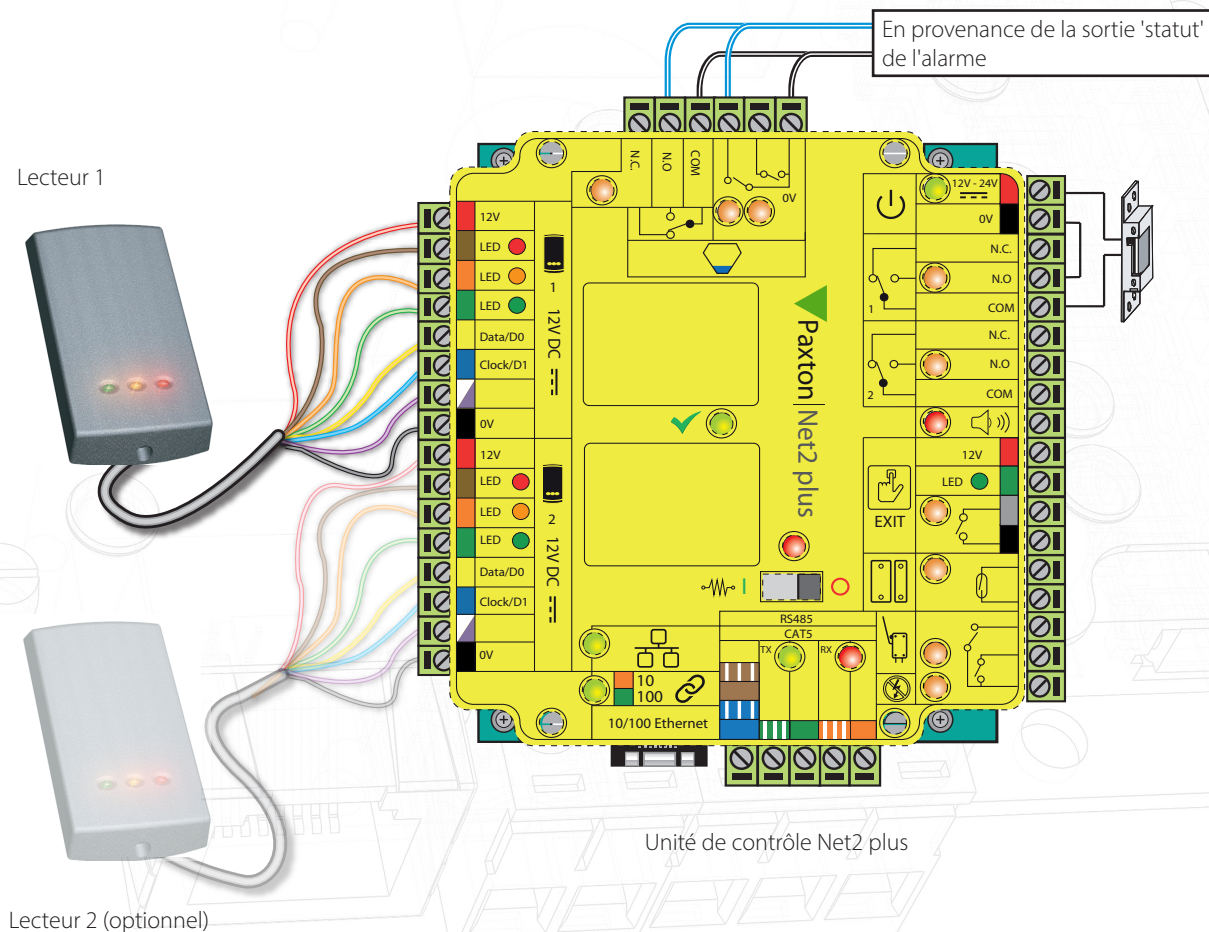 En provenance de la sortie 'statut'
de l'alarme
Lecteur 1
N.C.
N.O
COM
0V
12V
LED
LED
LED
Data/D0
Clock/D1
0V
1
12V DC
12V
LED
LED
LED
Data/D0
Clock/D1
0V
2
12V DC
Paxton Net2 plus
12V - 24V
0V
N.C.
N.O
COM
1
N.C.
N.O
COM
2
12V
LED
EXIT
I
RS485
CAT5
TX
RX
10
100
10/100 Ethernet
Unité de contrôle Net2 plus
Lecteur 2 (optionnel)